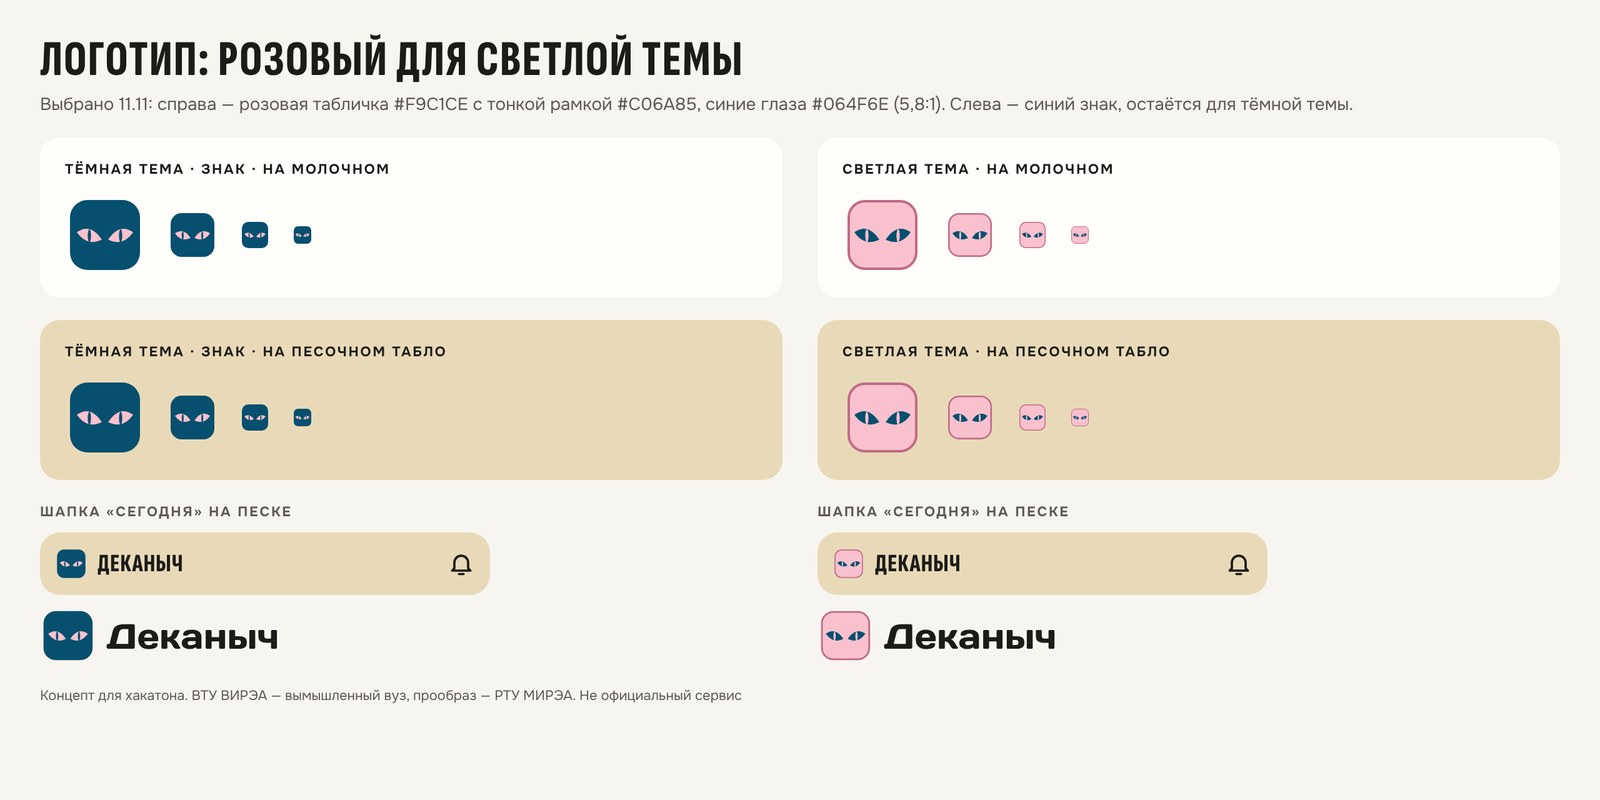 ЛОГОТИП: РОЗОВЫЙ ДЛЯ СВЕТЛОЙ ТЕМЫ
Выбрано 11.11: справа — розовая табличка #F9C1CE с тонкой рамкой #C06A85, синие глаза #064F6E (5,8:1). Слева — синий знак, остаётся для тёмной темы.
ТЁМНАЯ ТЕМА · ЗНАК · НА МОЛОЧНОМ
СВЕТЛАЯ ТЕМА · НА МОЛОЧНОМ
ТЁМНАЯ ТЕМА · ЗНАК · НА ПЕСОЧНОМ ТАБЛО
СВЕТЛАЯ ТЕМА · НА ПЕСОЧНОМ ТАБЛО
ШАПКА «СЕГОДНЯ» НА ПЕСКЕ
ШАПКА «СЕГОДНЯ» НА ПЕСКЕ
ДЕКАНЫЧ
ДЕКАНЫЧ
Деканыч
Деканыч
Концепт для хакатона. ВТУ ВИРЭА — вымышленный вуз, прообраз — РТУ МИРЭА. Не официальный сервис